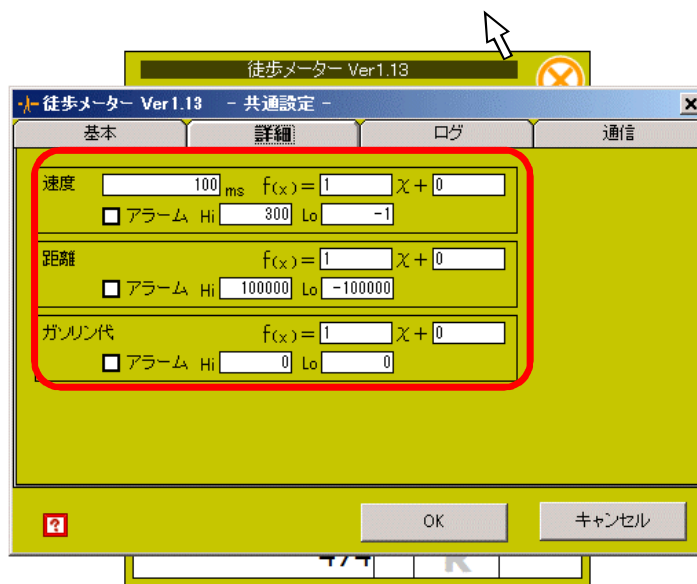 徒歩メーター Ver1.13
徒歩メーター Ver1.13 - 共通設定 -
基本 詳細 ログ 通信
速度 100 ms f(x)=1 χ+0
アラーム Hi 300 Lo -1
距離 f(x)=1 χ+0
アラーム Hi 100000 Lo -100000
ガソリン代 f(x)=1 χ+0
アラーム Hi 0 Lo 0
? OK キャンセル